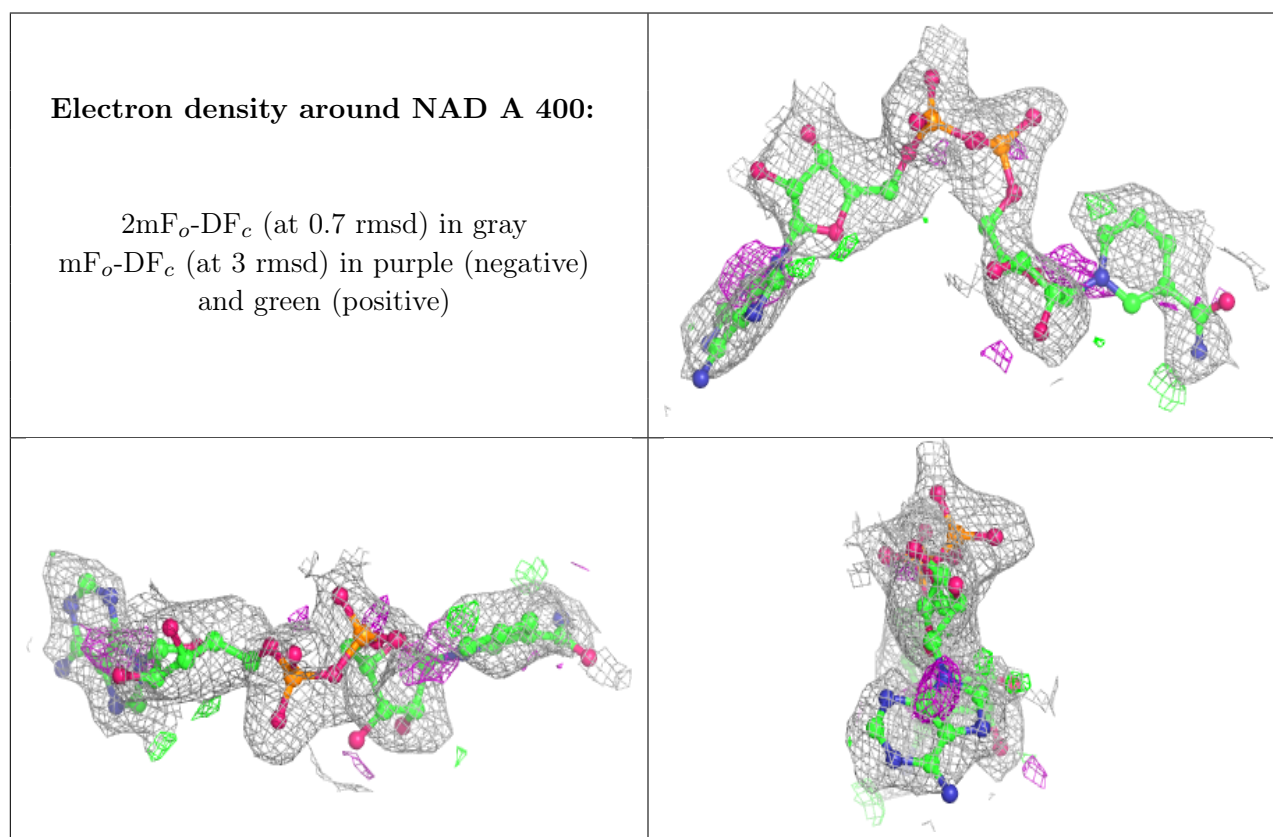 Electron density around NAD A 400:
2mFo-DFc (at 0.7 rmsd) in gray
mFo-DFc (at 3 rmsd) in purple (negative)
and green (positive)